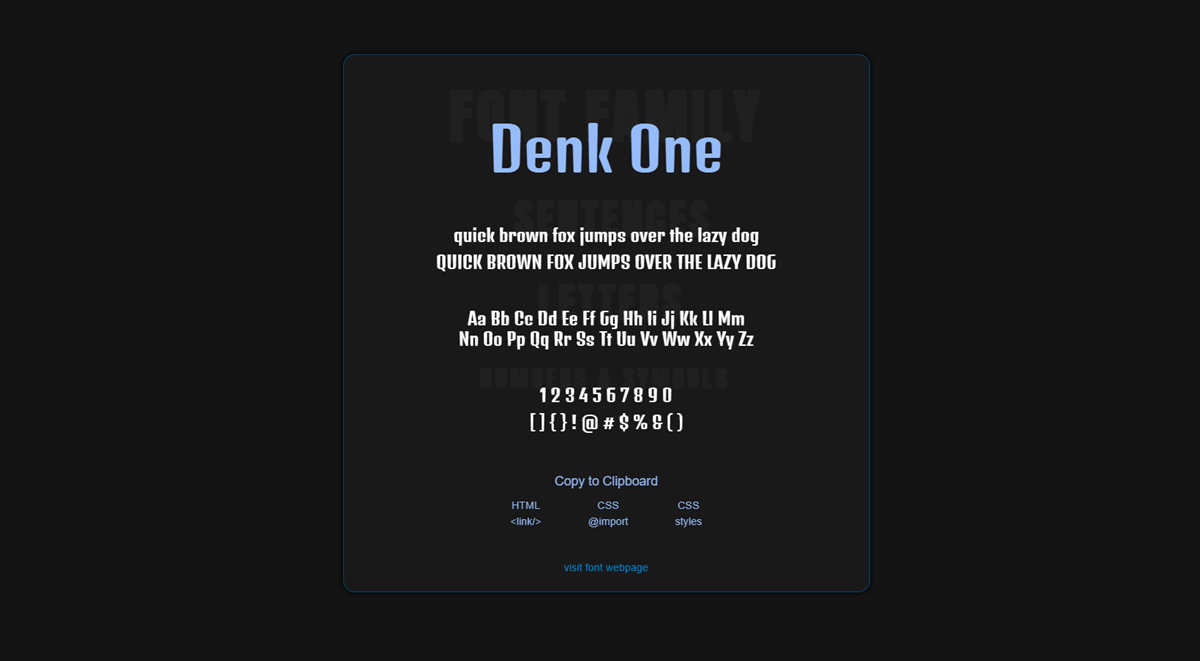 FONT FAMILY
Denk One
SENTENCES
quick brown fox jumps over the lazy dog
QUICK BROWN FOX JUMPS OVER THE LAZY DOG
LETTERS
Aa Bb Cc Dd Ee Ff Gg Hh Ii Jj Kk Ll Mm
Nn Oo Pp Qq Rr Ss Tt Uu Vv Ww Xx Yy Zz
NUMBERS & SYMBOLS
1 2 3 4 5 6 7 8 9 0
[ ] { } ! @ # $ % & ( )
Copy to Clipboard
HTML CSS CSS
<link/> @import styles
visit font webpage